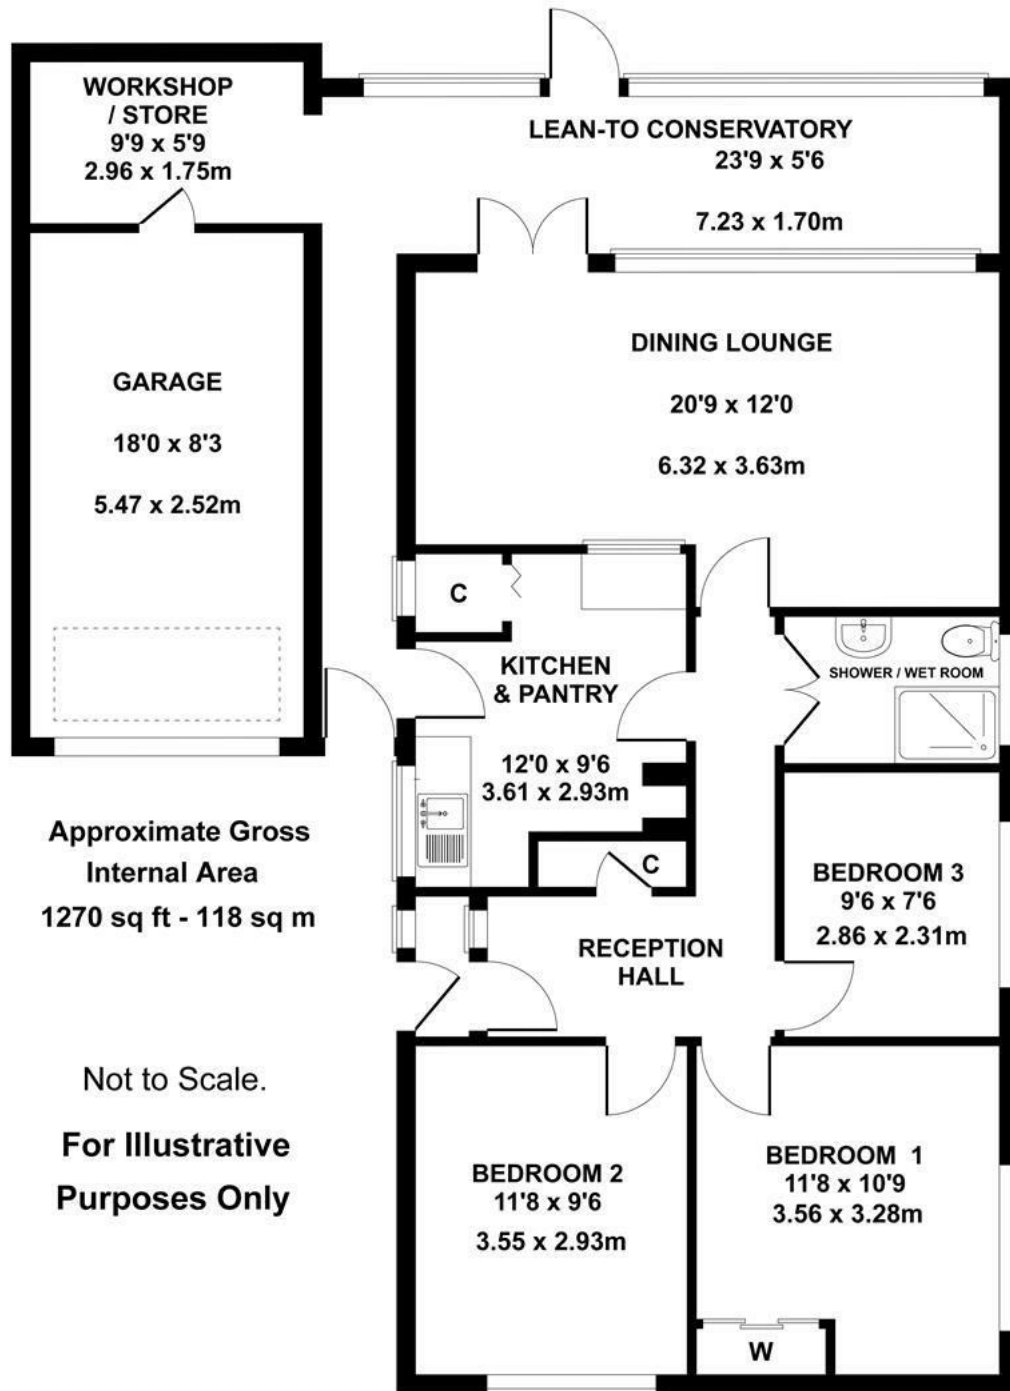 WORKSHOP
/ STORE
9'9 x 5'9
2.96 x 1.75m
LEAN-TO CONSERVATORY
23'9 x 5'6
7.23 x 1.70m
DINING LOUNGE
20'9 x 12'0
6.32 x 3.63m
GARAGE
18'0 x 8'3
5.47 x 2.52m
C
KITCHEN
& PANTRY
12'0 x 9'6
3.61 x 2.93m
SHOWER / WET ROOM
C
BEDROOM 3
9'6 x 7'6
2.86 x 2.31m
Approximate Gross
Internal Area
1270 sq ft - 118 sq m
RECEPTION
HALL
Not to Scale.
For Illustrative
Purposes Only
BEDROOM 2
11'8 x 9'6
3.55 x 2.93m
BEDROOM 1
11'8 x 10'9
3.56 x 3.28m
W